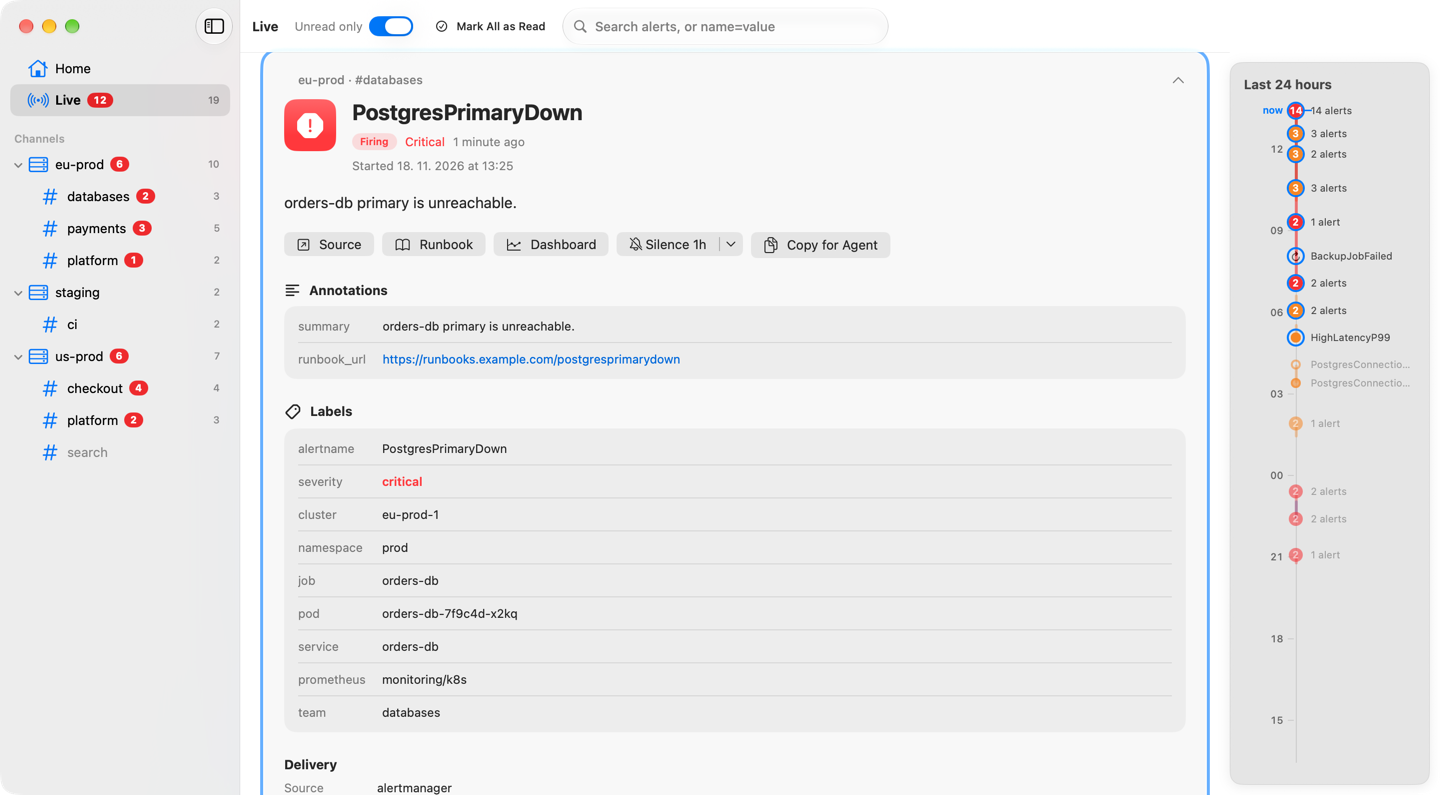 Live
Unread only
Mark All as Read
Search alerts, or name=value
Home
Live 12 19
Channels
eu-prod 6 10
databases 2 3
payments 3 5
platform 1 2
staging 2
ci 2
us-prod 6 7
checkout 4 4
platform 2 3
search
eu-prod · #databases
PostgresPrimaryDown
Firing Critical 1 minute ago
Started 18. 11. 2026 at 13:25
orders-db primary is unreachable.
Source
Runbook
Dashboard
Silence 1h
Copy for Agent
Annotations
summary orders-db primary is unreachable.
runbook_url https://runbooks.example.com/postgresprimarydown
Labels
alertname PostgresPrimaryDown
severity critical
cluster eu-prod-1
namespace prod
job orders-db
pod orders-db-7f9c4d-x2kq
service orders-db
prometheus monitoring/k8s
team databases
Delivery
Source alertmanager
Last 24 hours
now 14 14 alerts
3 3 alerts
12
3 2 alerts
3 3 alerts
2 1 alert
09
BackupJobFailed
2 2 alerts
06
2 2 alerts
HighLatencyP99
PostgresConnectio...
PostgresConnectio...
03
2 1 alert
00
2 2 alerts
2 2 alerts
21
2 1 alert
18
15